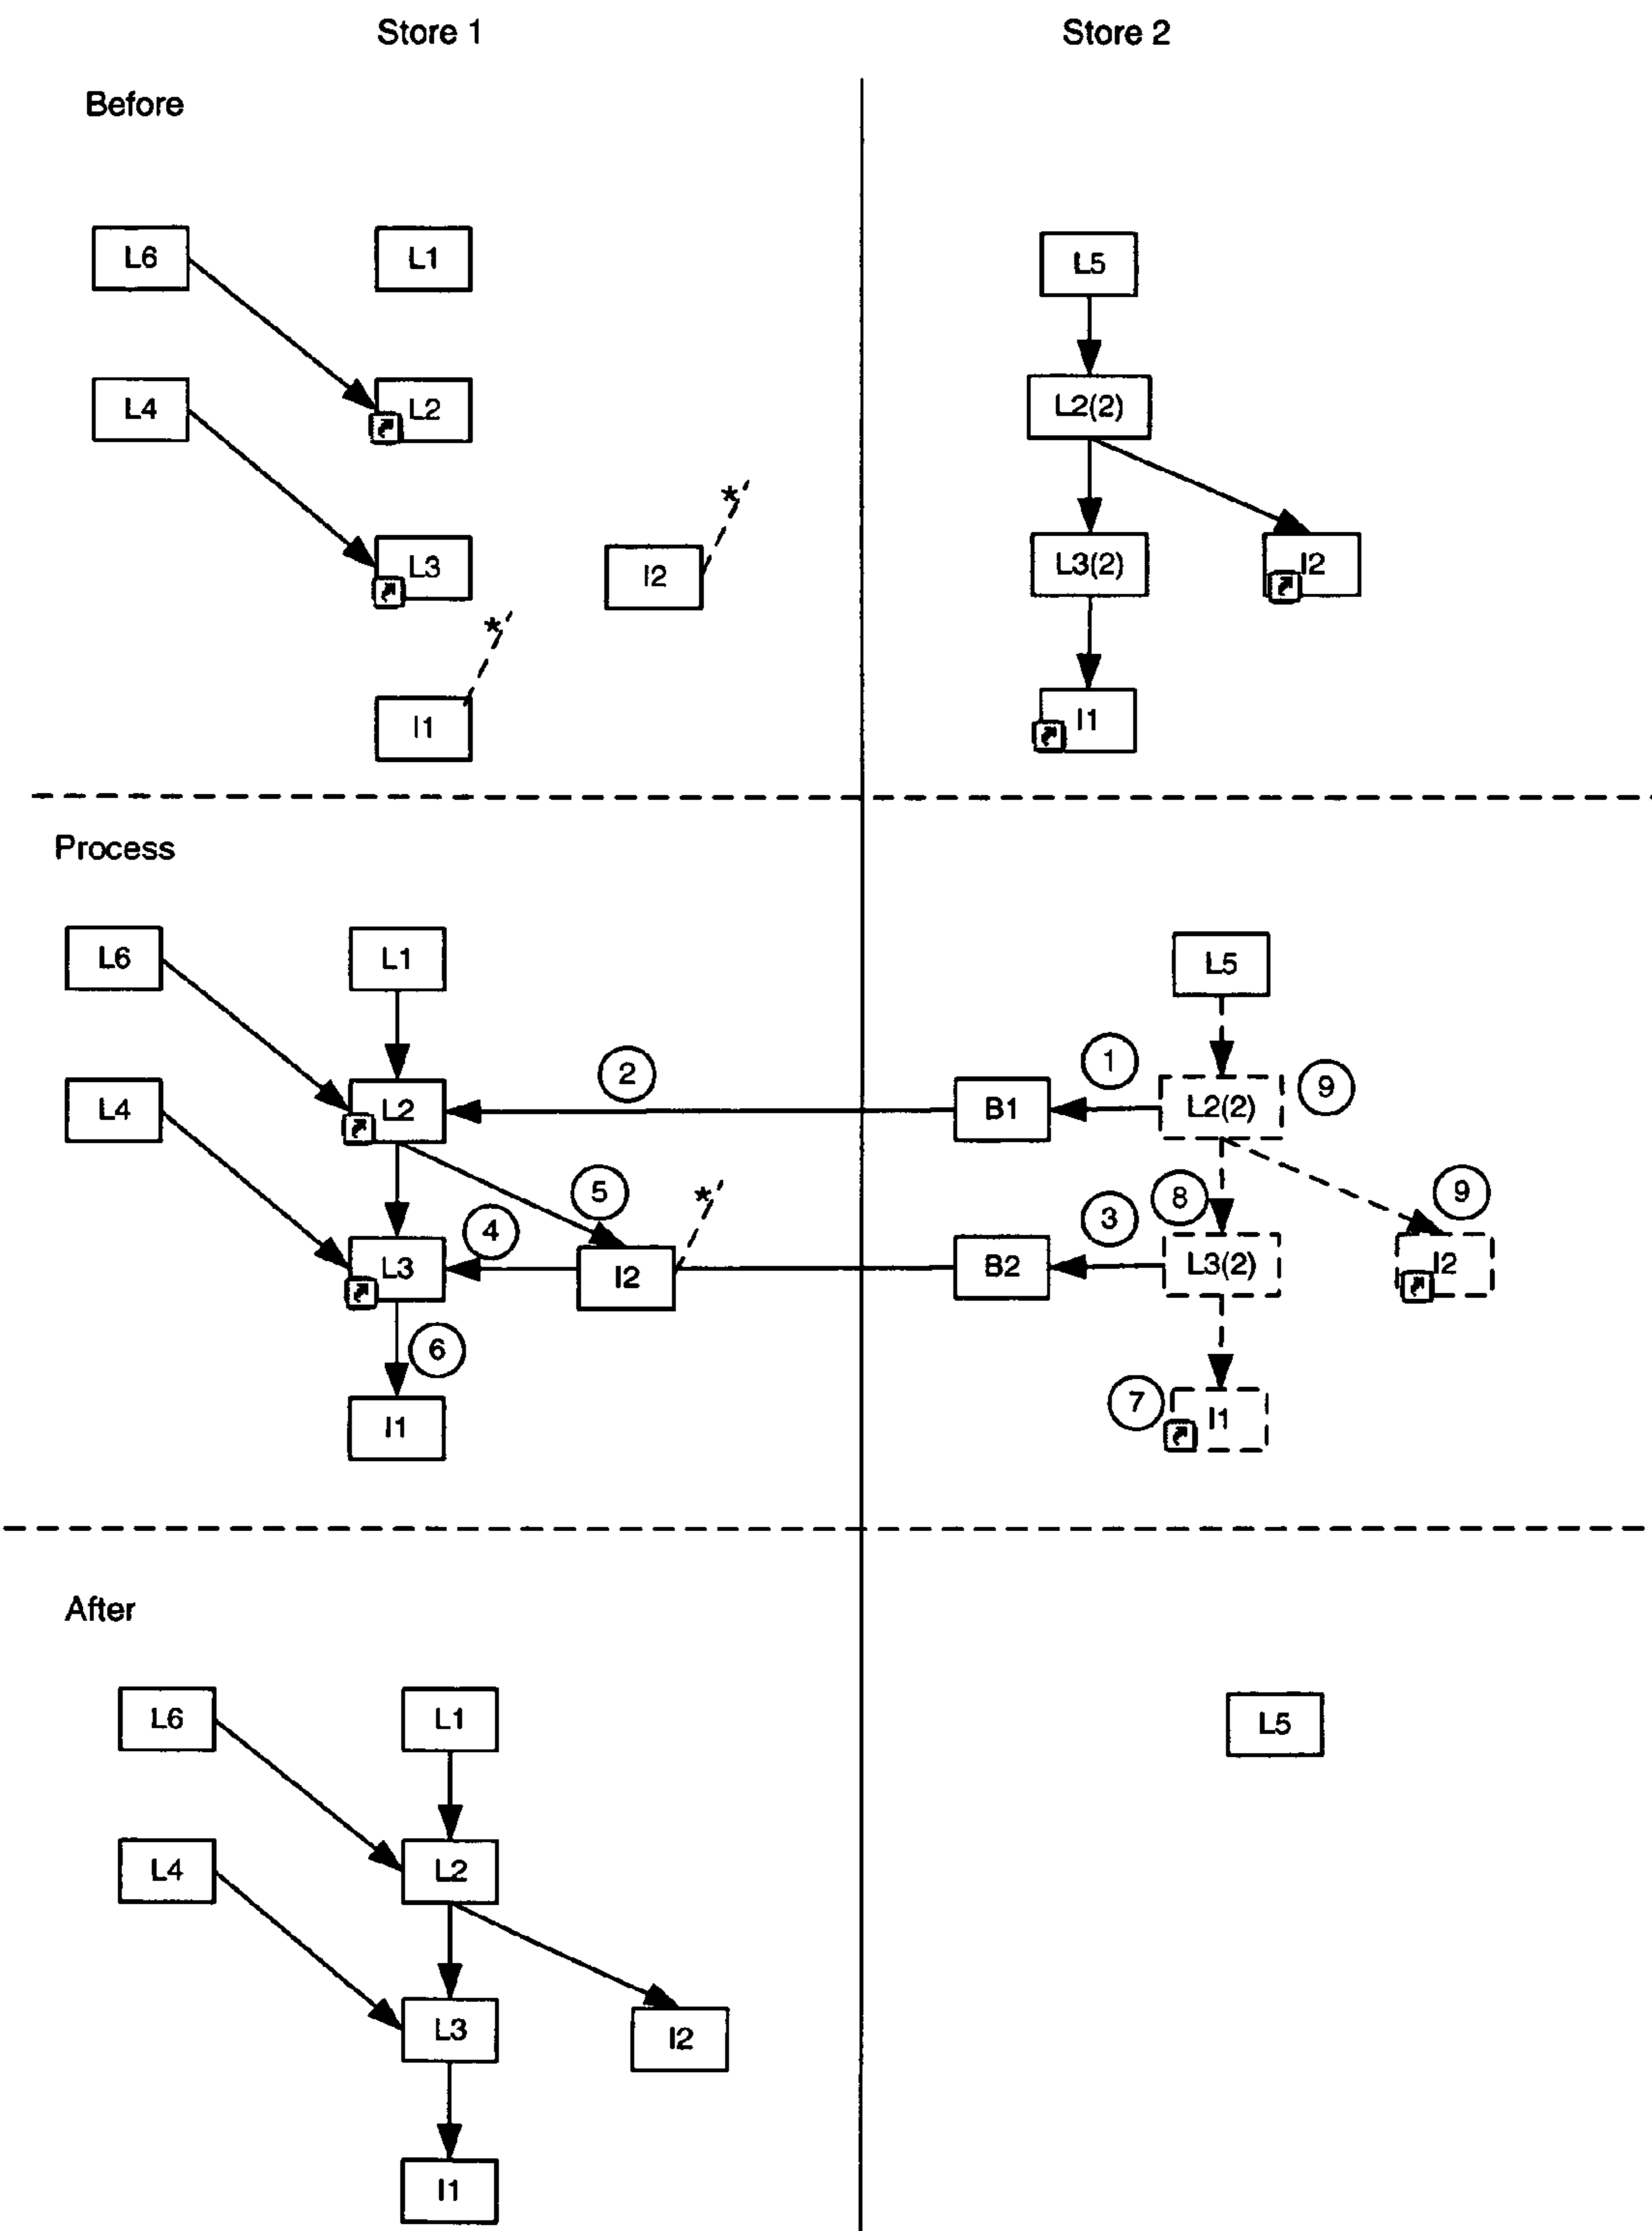 Store 1
Store 2
Before
L6
L1
L5
L4
L2
L2(2)
L3
I2
L3(2)
I2
I1
I1
Process
L6
L1
L5
L4
L2
2
B1
1
L2(2)
9
5
*'
8
9
4
3
L3
I2
B2
L3(2)
I2
6
I1
7
I1
After
L6
L1
L5
L4
L2
L3
I2
I1